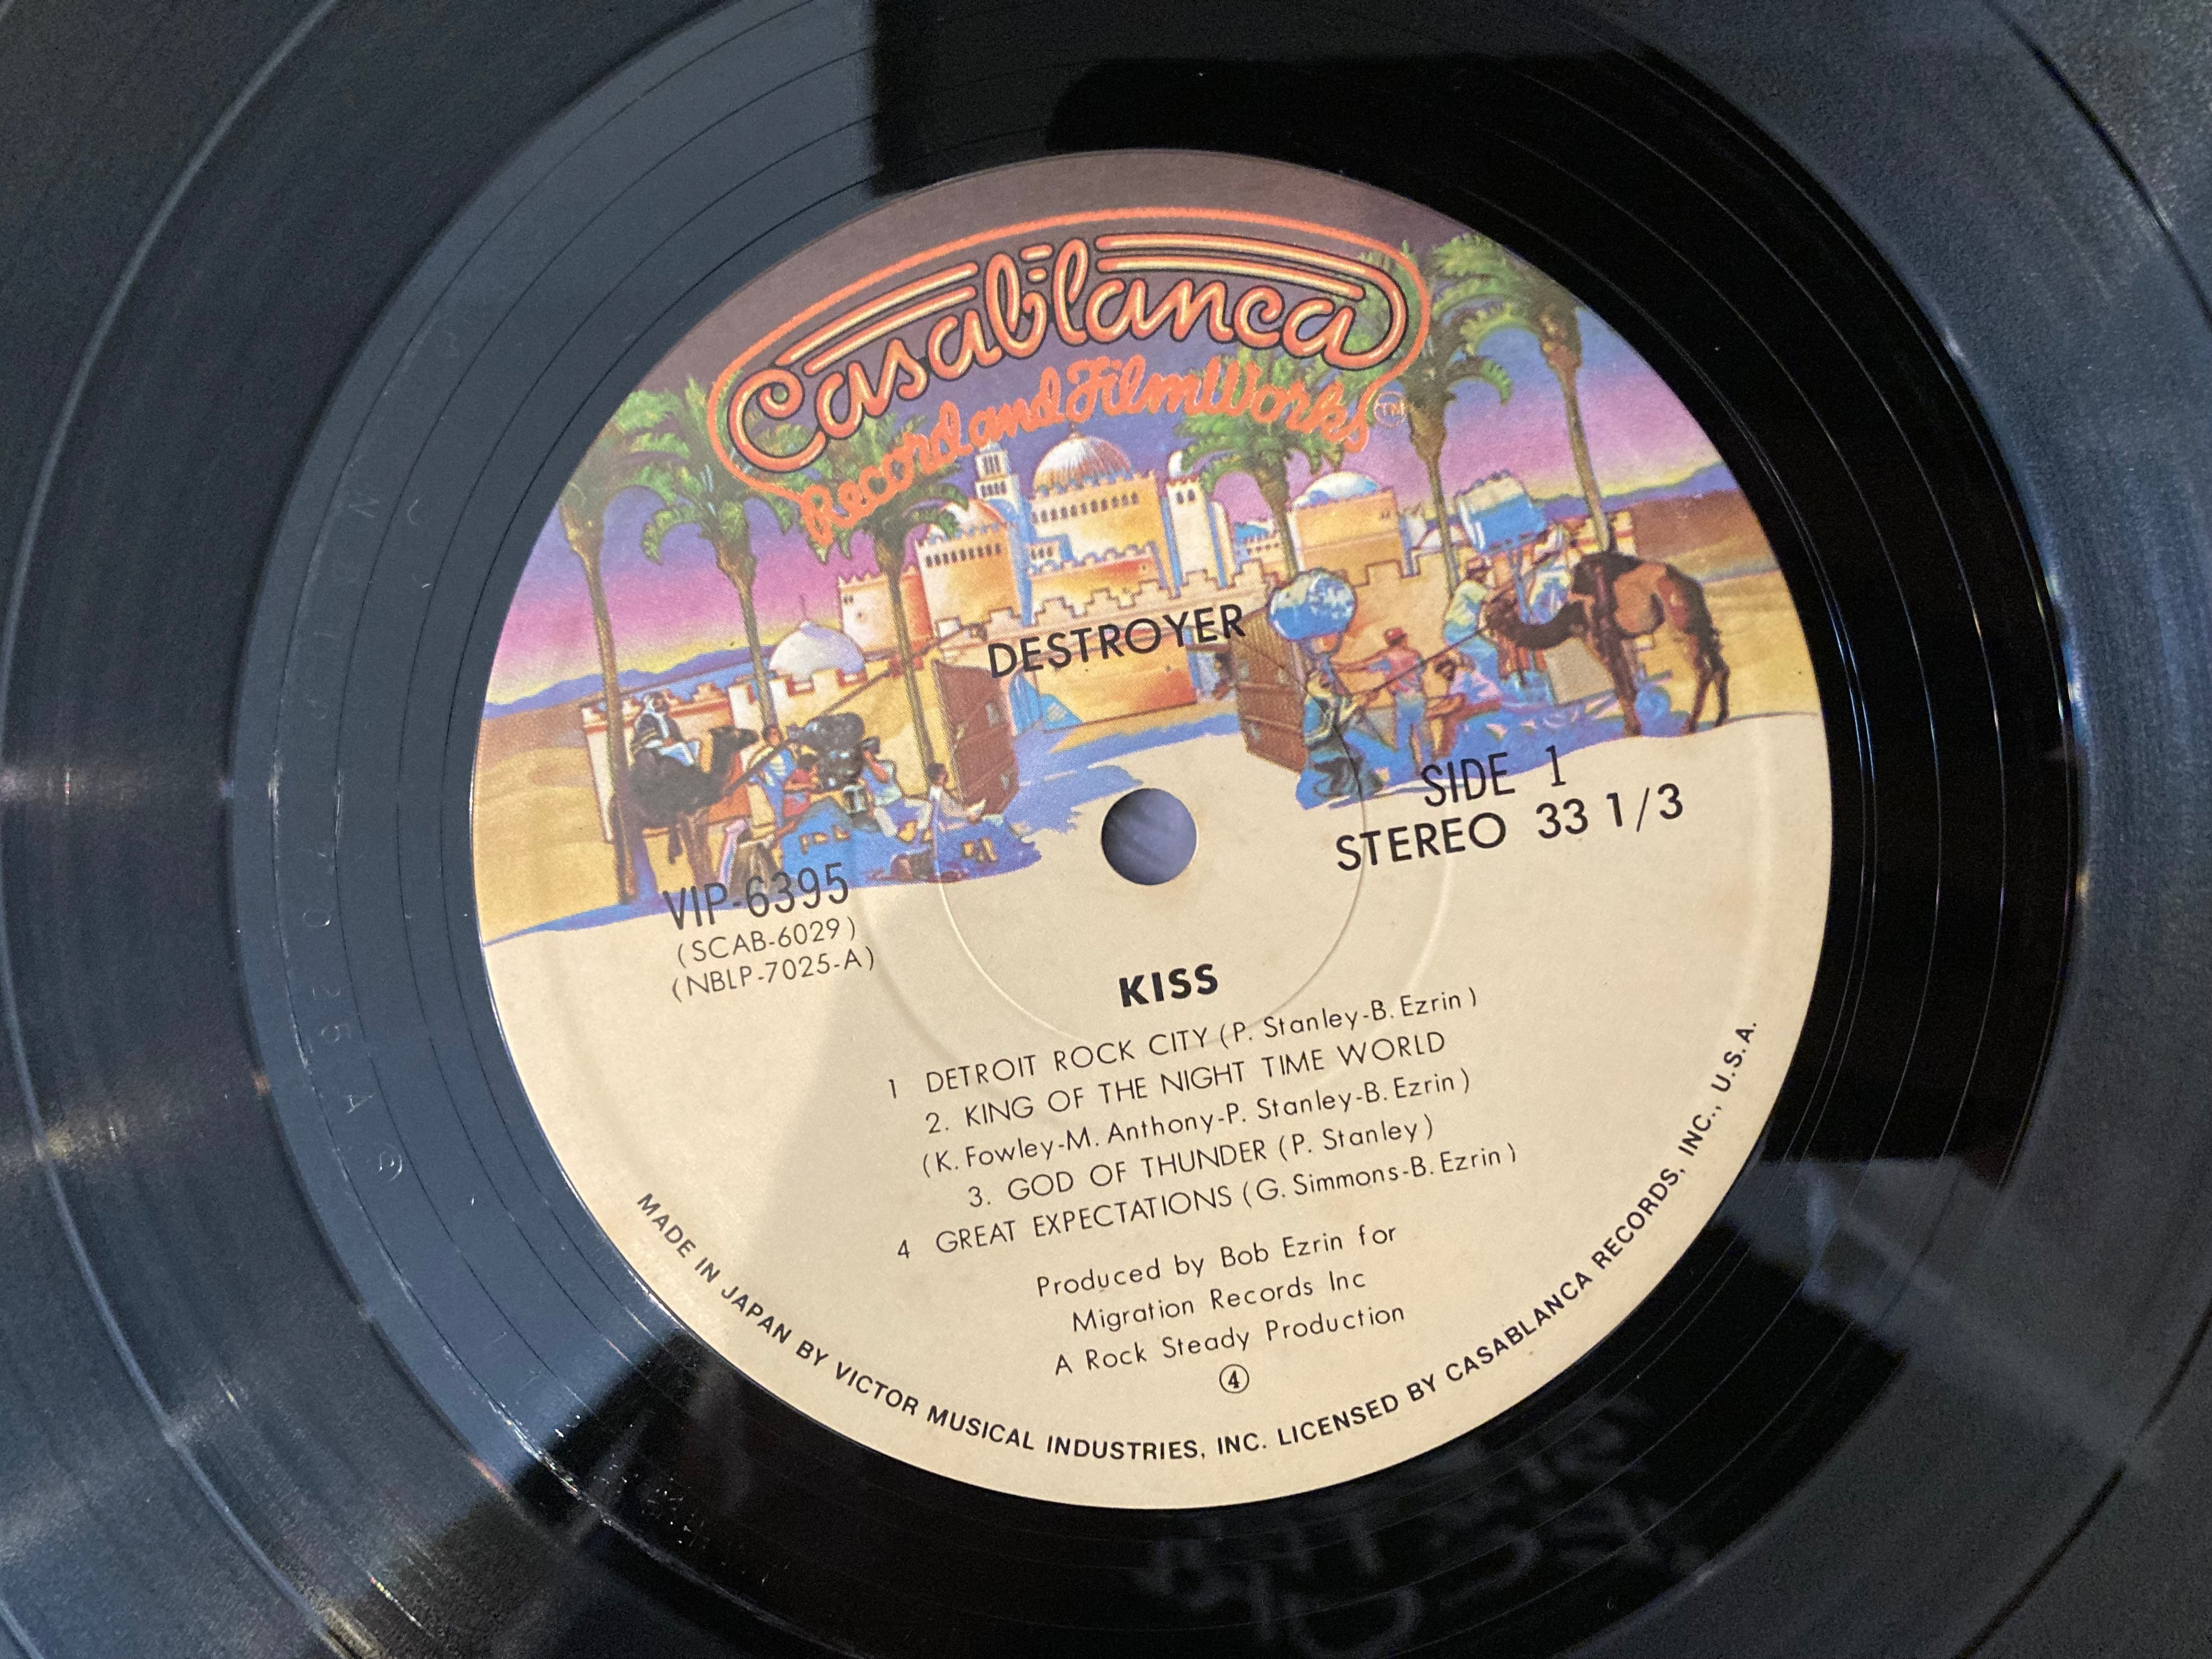 Casablanca
Record and FilmWorks
TM
DESTROYER
SIDE 1
STEREO 33 1/3
VIP-6395
(SCAB-6029)
(NBLP-7025-A)
KISS
1 DETROIT ROCK CITY (P. Stanley-B. Ezrin)
2. KING OF THE NIGHT TIME WORLD
(K. Fowley-M. Anthony-P. Stanley-B. Ezrin)
3. GOD OF THUNDER (P. Stanley)
4 GREAT EXPECTATIONS (G. Simmons-B. Ezrin)
Produced by Bob Ezrin for
Migration Records Inc
A Rock Steady Production
④
MADE IN JAPAN BY VICTOR MUSICAL INDUSTRIES, INC. LICENSED BY CASABLANCA RECORDS, INC., U.S.A.